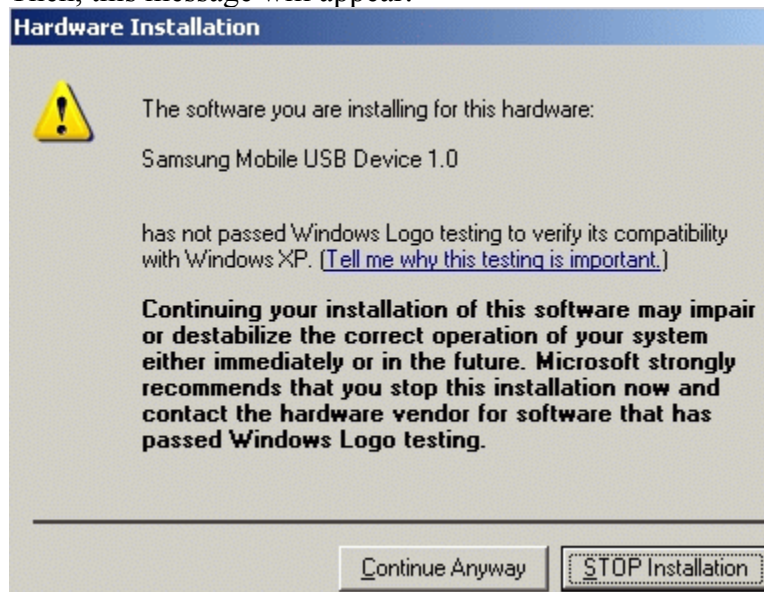 Then, this message will appear:
Hardware Installation
The software you are installing for this hardware:
Samsung Mobile USB Device 1.0
has not passed Windows Logo testing to verify its compatibility
with Windows XP. (Tell me why this testing is important.)
Continuing your installation of this software may impair
or destabilize the correct operation of your system
either immediately or in the future. Microsoft strongly
recommends that you stop this installation now and
contact the hardware vendor for software that has
passed Windows Logo testing.
Continue Anyway
STOP Installation